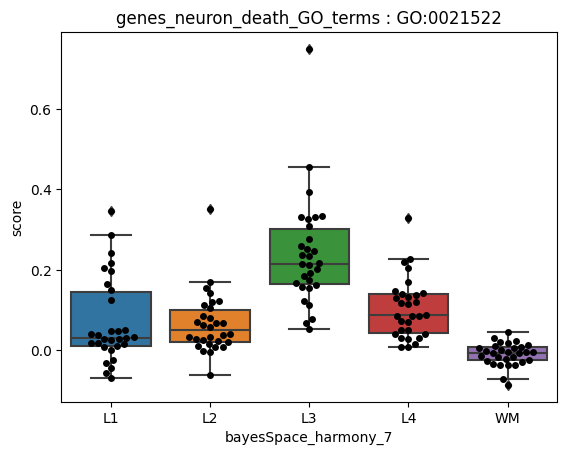 genes_neuron_death_GO_terms : GO:0021522
score
0.6
0.4
0.2
0.0
L1 L2 L3 L4 WM
bayesSpace_harmony_7